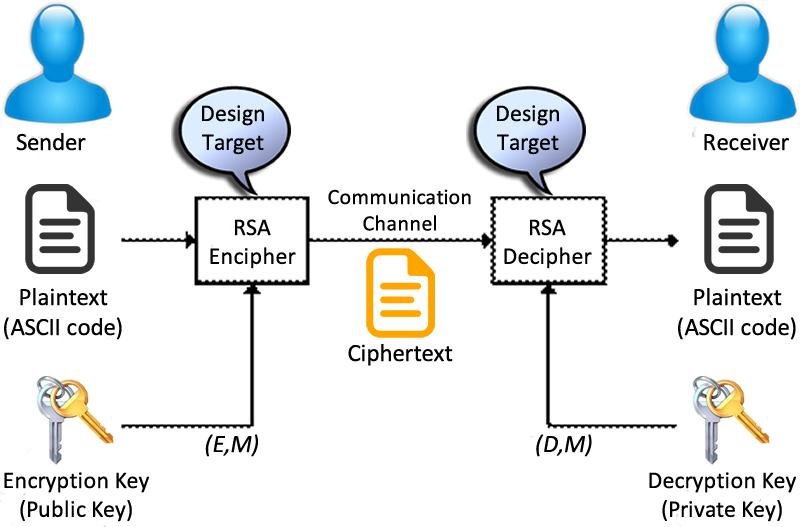 Sender
Receiver
Design
Target
Design
Target
RSA
Encipher
Communication
Channel
RSA
Decipher
Plaintext
(ASCII code)
Ciphertext
Plaintext
(ASCII code)
(E,M)
(D,M)
Encryption Key
(Public Key)
Decryption Key
(Private Key)